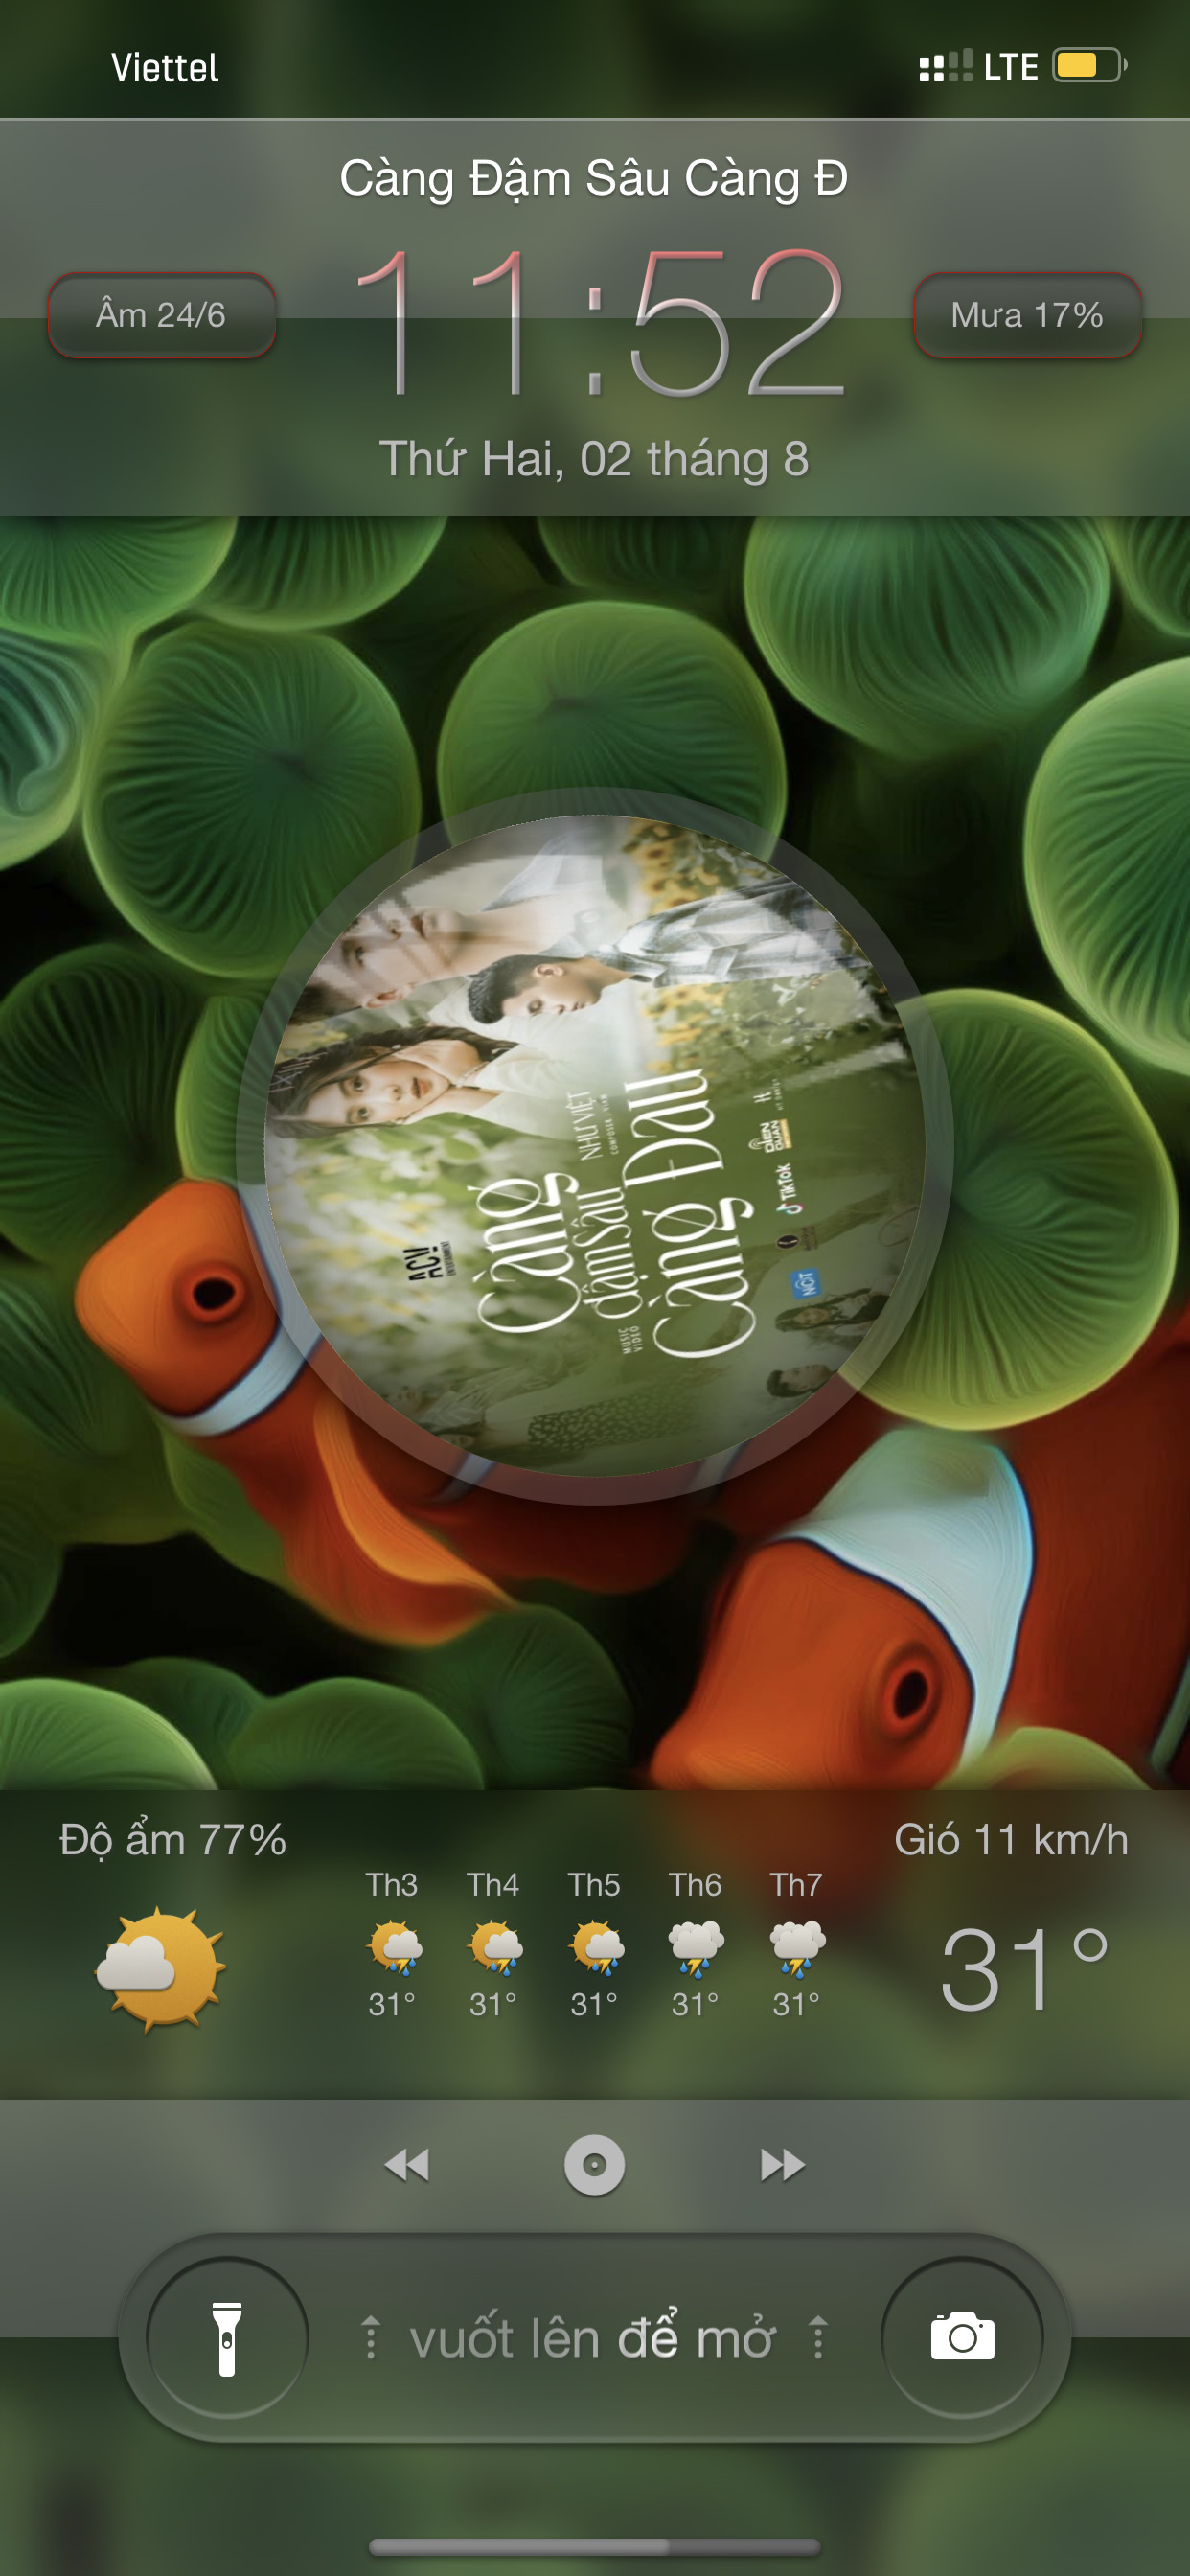 Viettel
LTE
Càng Đậm Sâu Càng Đ
Âm 24/6
11:52
Mưa 17%
Thứ Hai, 02 tháng 8
NHƯ VIỆT
Càng
đậm sâu
Càng Đau
MUSIC VIDEO
ACV
ENTERTAINMENT
NỐT
TikTok
Độ ẩm 77%
Gió 11 km/h
Th3 Th4 Th5 Th6 Th7
31° 31° 31° 31° 31°
31°
vuốt lên để mở